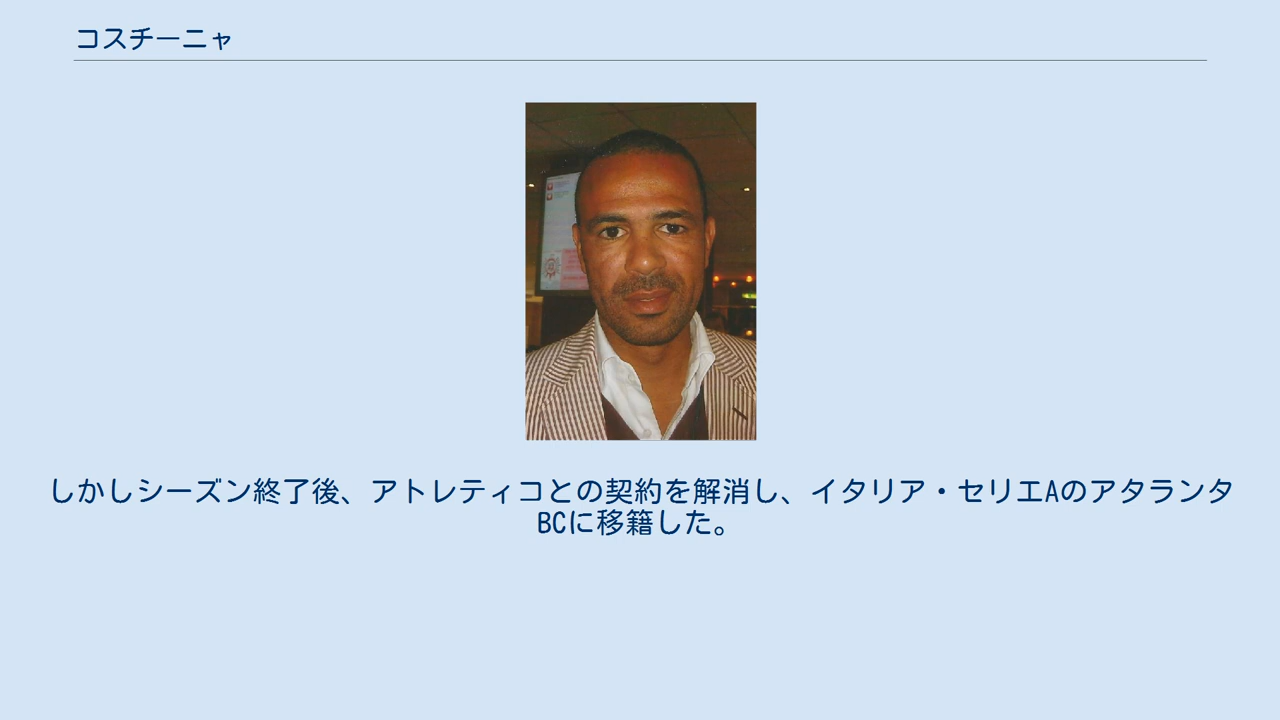 コスチーニャ
しかしシーズン終了後、アトレティコとの契約を解消し、イタリア・セリエAのアタランタ
BCに移籍した。